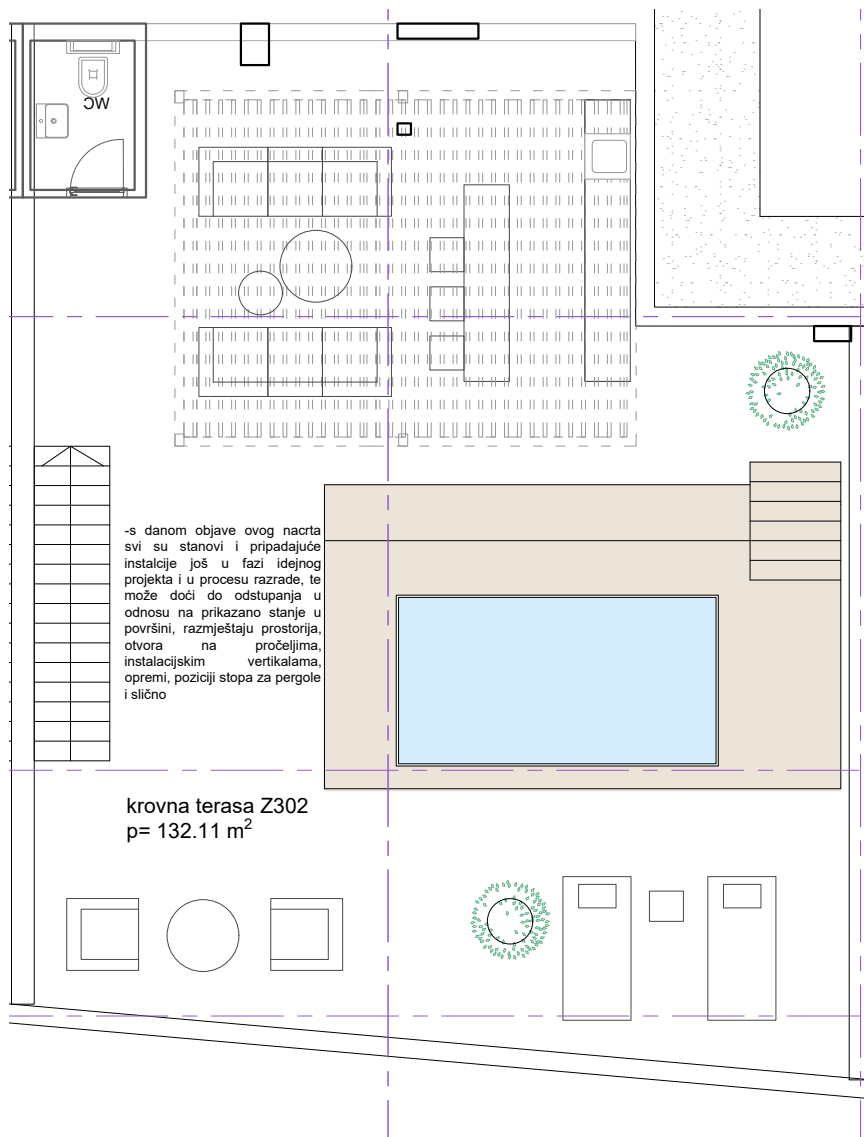 WC
-s danom objave ovog nacrta
svi su stanovi i pripadajuće
instalcije još u fazi idejnog
projekta i u procesu razrade, te
može doći do odstupanja u
odnosu na prikazano stanje u
površini, razmještaju prostorija,
otvora na pročeljima,
instalacijskim vertikalama,
opremi, poziciji stopa za pergole
i slično
krovna terasa Z302
p= 132.11 m²